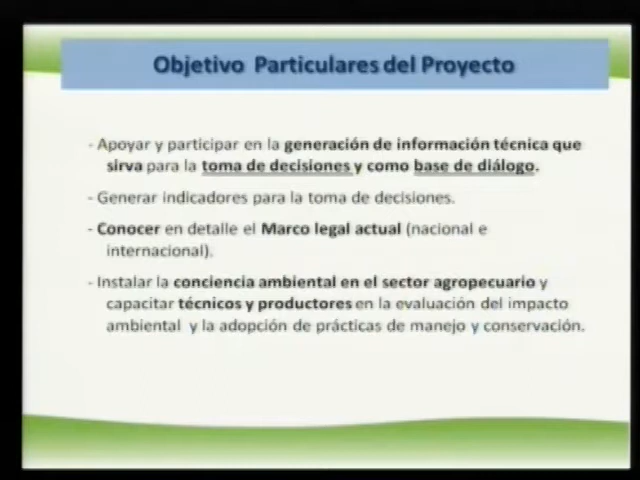 Objetivo Particulares del Proyecto
- Apoyar y participar en la generación de información técnica que
sirva para la toma de decisiones y como base de diálogo.
- Generar indicadores para la toma de decisiones.
- Conocer en detalle el Marco legal actual (nacional e
internacional).
- Instalar la conciencia ambiental en el sector agropecuario y
capacitar técnicos y productores en la evaluación del impacto
ambiental y la adopción de prácticas de manejo y conservación.